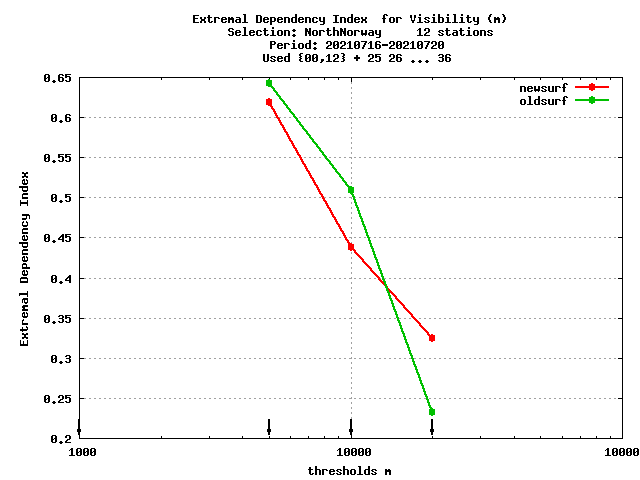 Extremal Dependency Index  for Visibility (m)
Selection: NorthNorway     12 stations
Period: 20210716-20210720
Used {00,12} + 25 26 ... 36
newsurf
oldsurf
0.65
0.6
0.55
0.5
0.45
0.4
0.35
0.3
0.25
0.2
Extremal Dependency Index
1000 10000 10000
thresholds m